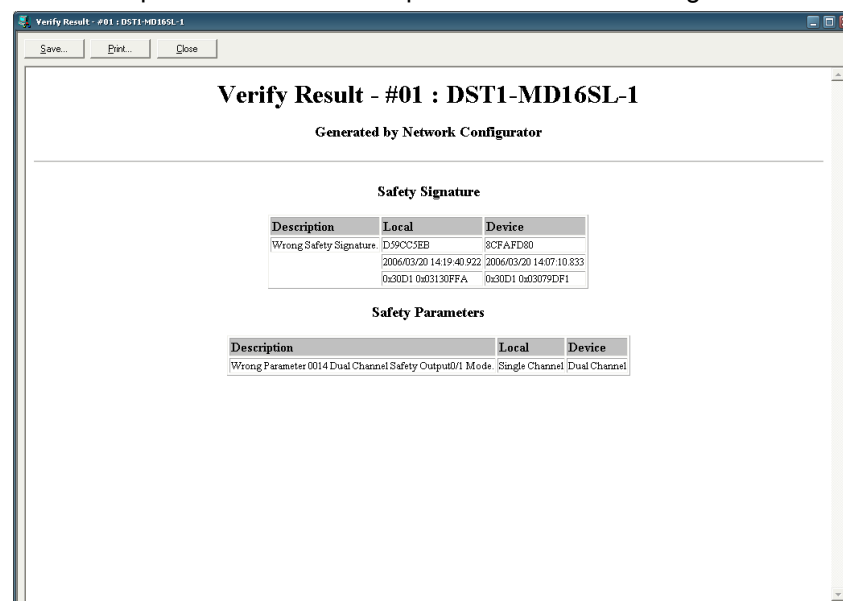 Verify Result - #01 : DST1-MD16SL-1
Save... Print... Close
Verify Result - #01 : DST1-MD16SL-1
Generated by Network Configurator
Safety Signature
Description Local Device
Wrong Safety Signature. D59CC5EB 8CFAFD80
2006/03/20 14:19:40.922 2006/03/20 14:07:10.833
0x30D1 0x03130FFA 0x30D1 0x03079DF1
Safety Parameters
Description Local Device
Wrong Parameter 0014 Dual Channel Safety Output0/1 Mode. Single Channel Dual Channel